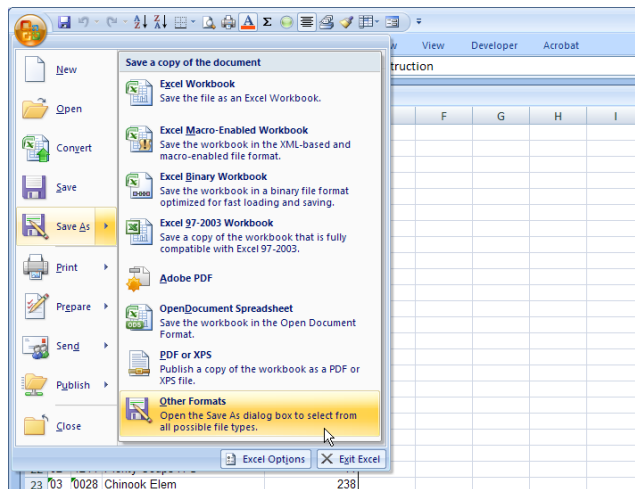 View Developer Acrobat
truction
F G H I
New
Open
Convert
Save
Save As
Print
Prepare
Send
Publish
Close
Save a copy of the document
Excel Workbook
Save the file as an Excel Workbook.
Excel Macro-Enabled Workbook
Save the workbook in the XML-based and
macro-enabled file format.
Excel Binary Workbook
Save the workbook in a binary file format
optimized for fast loading and saving.
Excel 97-2003 Workbook
Save a copy of the workbook that is fully
compatible with Excel 97-2003.
Adobe PDF
OpenDocument Spreadsheet
Save the workbook in the Open Document
Format.
PDF or XPS
Publish a copy of the workbook as a PDF or
XPS file.
Other Formats
Open the Save As dialog box to select from
all possible file types.
Excel Options Exit Excel
23 03 0028 Chinook Elem 238